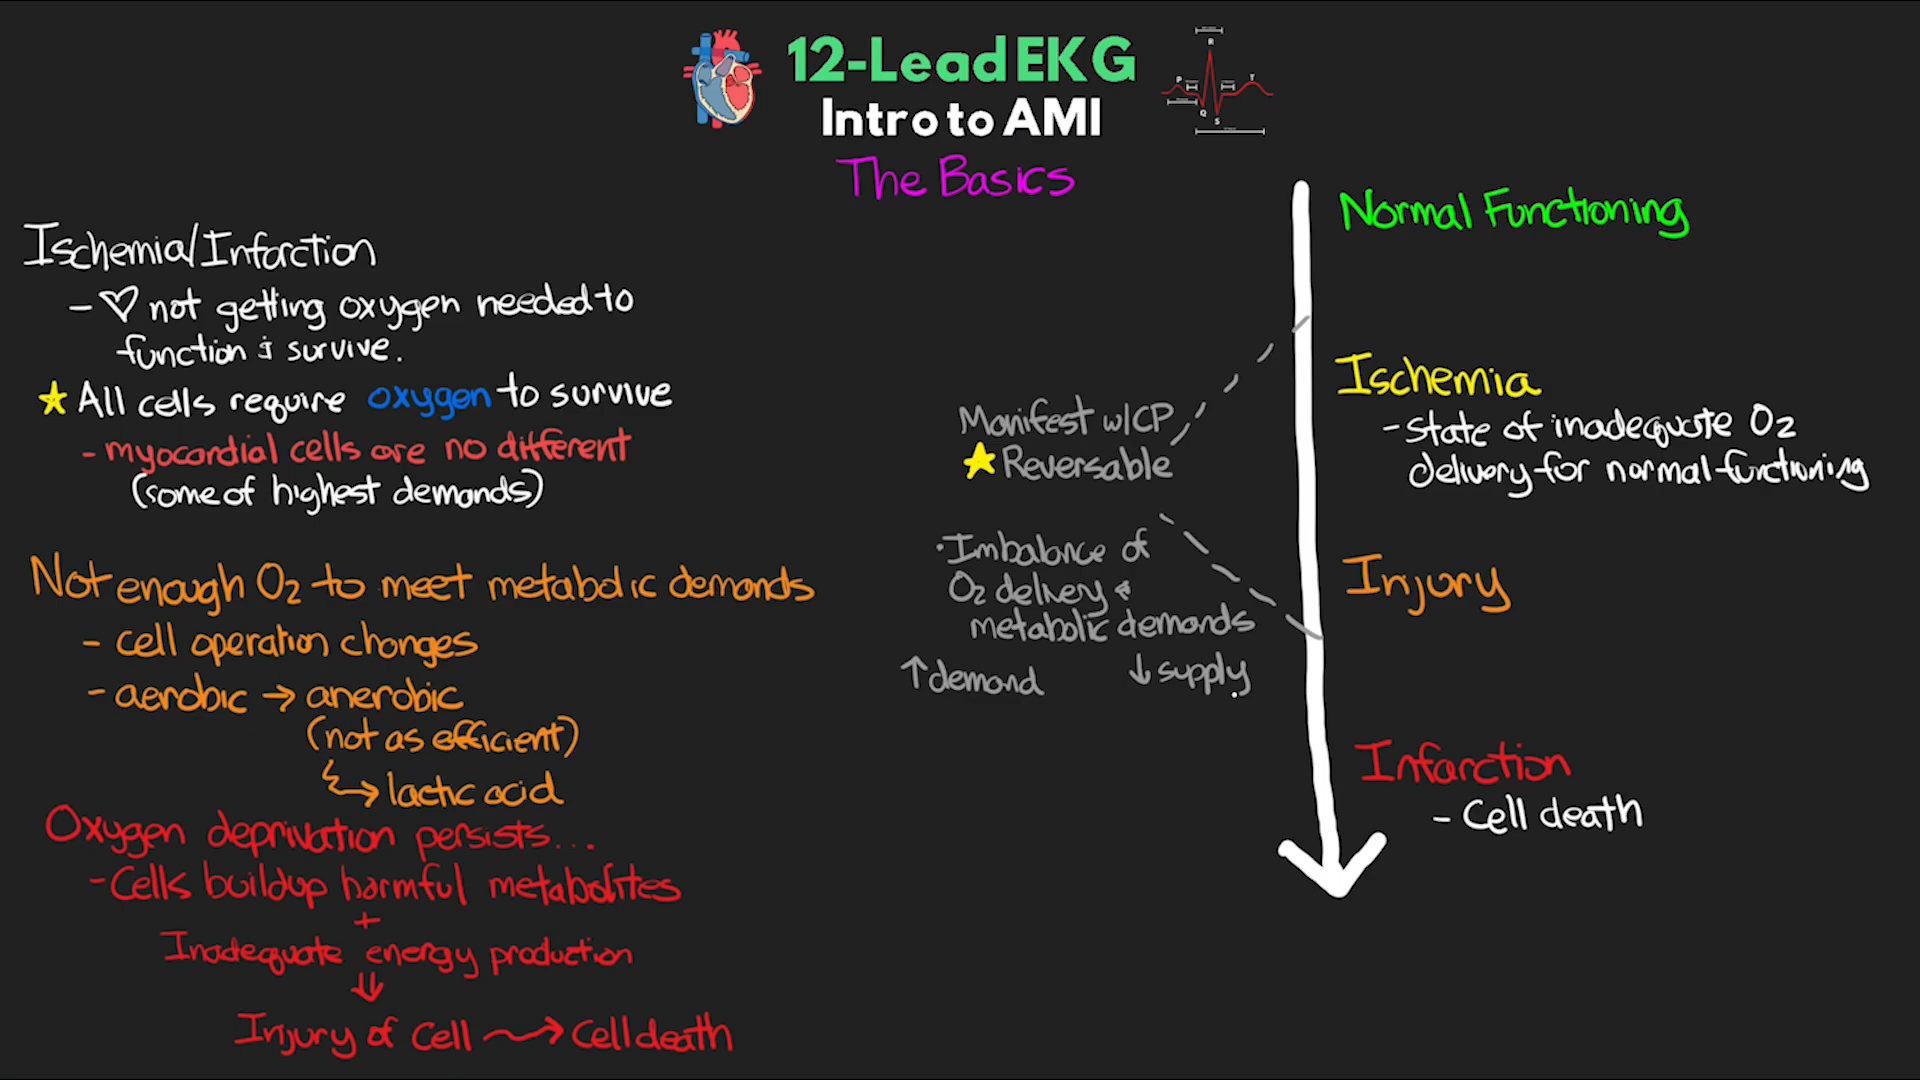 12-Lead EKG
Intro to AMI
The Basics
R
P
T
Q
S
Ischemia/Infarction
- ♡ not getting oxygen needed to
function & survive.
★ All cells require oxygen to survive
- myocardial cells are no different
(some of highest demands)
Not enough O₂ to meet metabolic demands
- cell operation changes
- aerobic → anerobic
(not as efficient)
↳ lactic acid
Oxygen deprivation persists...
- Cells buildup harmful metabolites
+
Inadequate energy production
⇓
Injury of Cell → Cell death
Manifest w/CP
★ Reversable
· Imbalance of
O₂ delivery &
metabolic demands
↑ demand ↓ supply
Normal Functioning
Ischemia
- state of inadequate O₂
delivery for normal functioning
Injury
Infarction
- Cell death